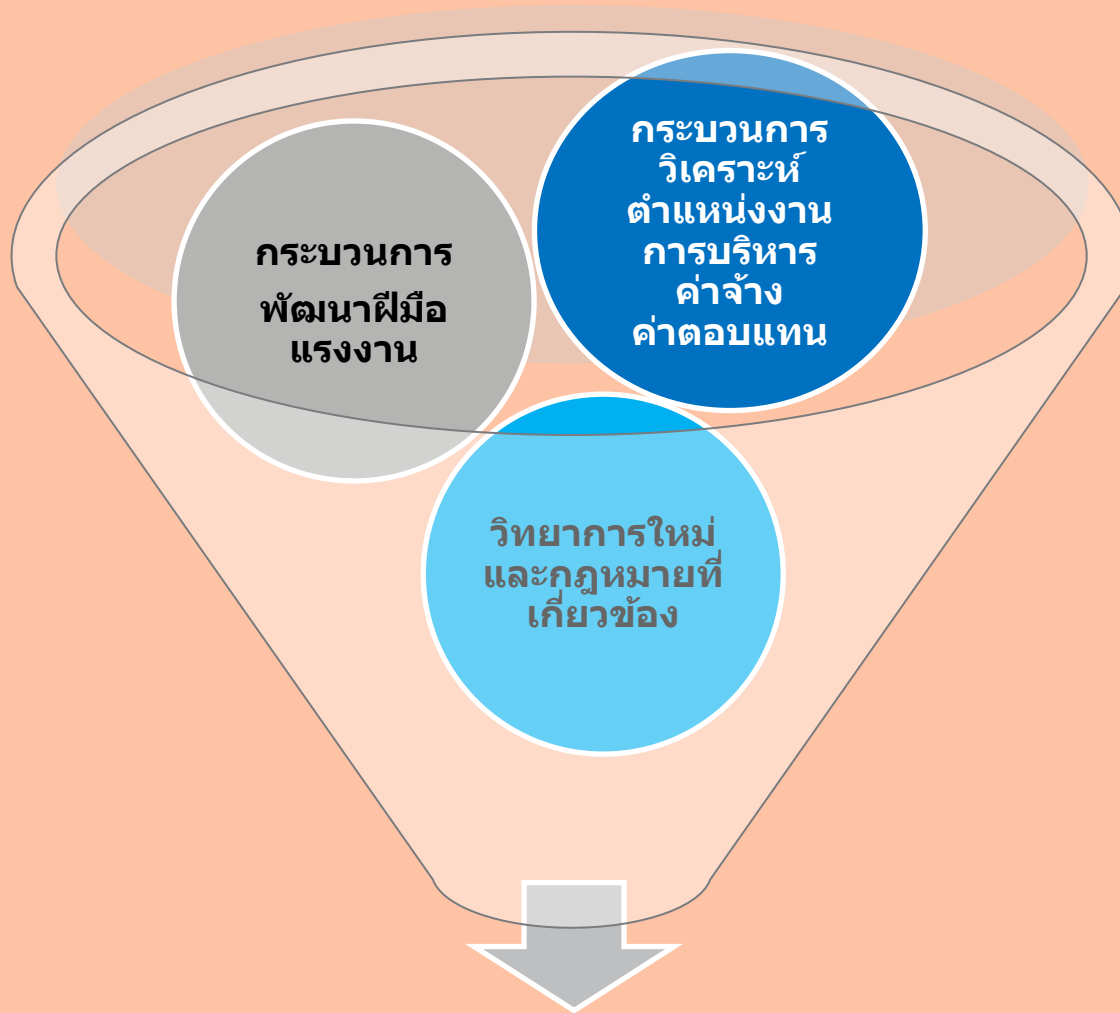 กระบวนการ
พัฒนาฝีมือ
แรงงาน
กระบวนการ
วิเคราะห์
ตำแหน่งงาน
การบริหาร
ค่าจ้าง
ค่าตอบแทน
วิทยาการใหม่
และกฎหมายที่
เกี่ยวข้อง